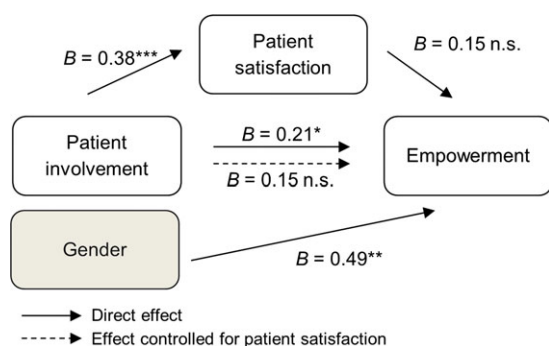 Patient
satisfaction
B = 0.38***
B = 0.15 n.s.
Patient
involvement
B = 0.21*
B = 0.15 n.s.
Empowerment
Gender
B = 0.49**
Direct effect
Effect controlled for patient satisfaction